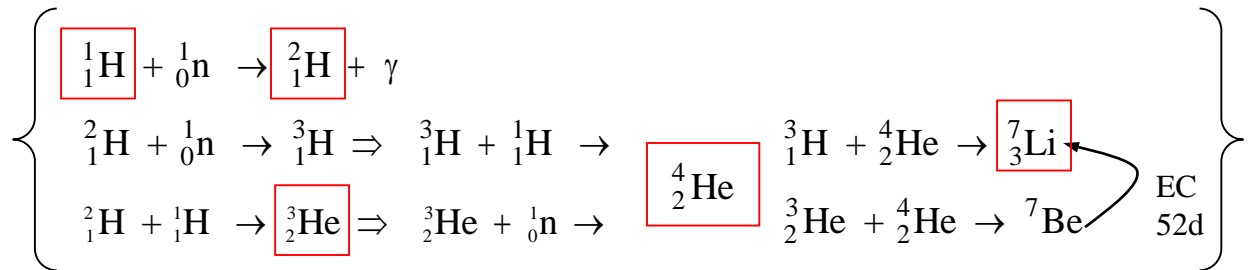 ¹₁H + ¹₀n → ²₁H + γ
²₁H + ¹₀n → ³₁H ⇒ ³₁H + ¹₁H → ³₁H + ⁴₂He → ⁷₃Li
⁴₂He
²₁H + ¹₁H → ³₂He ⇒ ³₂He + ¹₀n → ³₂He + ⁴₂He → ⁷Be
EC
52d